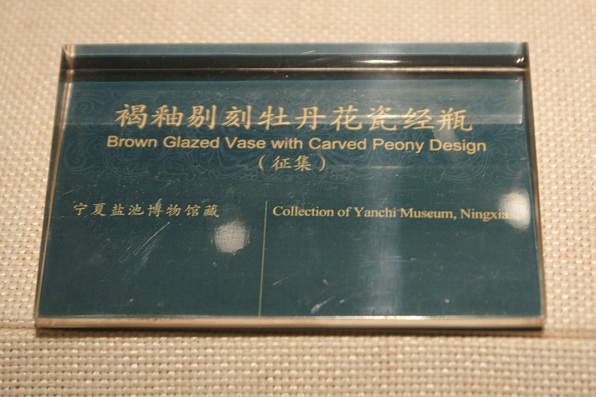 褐釉剔刻牡丹花瓷经瓶
Brown Glazed Vase with Carved Peony Design
（征集）
宁夏盐池博物馆藏
Collection of Yanchi Museum, Ningxia